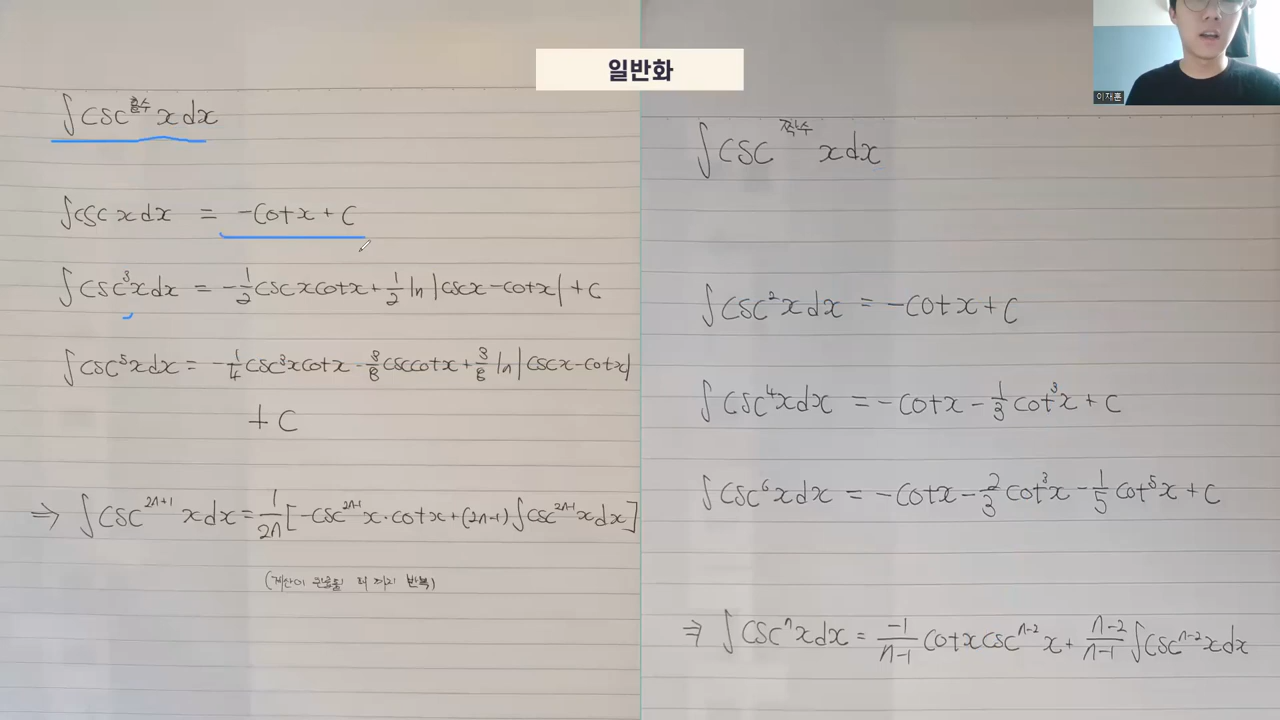 일반화
이재훈
∫csc^홀수 x dx
∫csc x dx = -cot x + C
∫csc³x dx = -1/2 csc x cot x + 1/2 ln|csc x - cot x| + C
∫csc⁵x dx = -1/4 csc³x cot x - 3/8 csc cot x + 3/8 ln|csc x - cot x|
+ C
⇒ ∫csc^(2n+1) x dx = 1/2n [-csc^(2n-1) x · cot x + (2n-1)∫csc^(2n-1) x dx]
(계산이 완료될 때 까지 반복)
∫csc^짝수 x dx
∫csc²x dx = -cot x + C
∫csc⁴x dx = -cot x - 1/3 cot³x + C
∫csc⁶x dx = -cot x - 2/3 cot³x - 1/5 cot⁵x + C
⇒ ∫csc^n x dx = -1/(n-1) cot x csc^(n-2) x + (n-2)/(n-1) ∫csc^(n-2) x dx